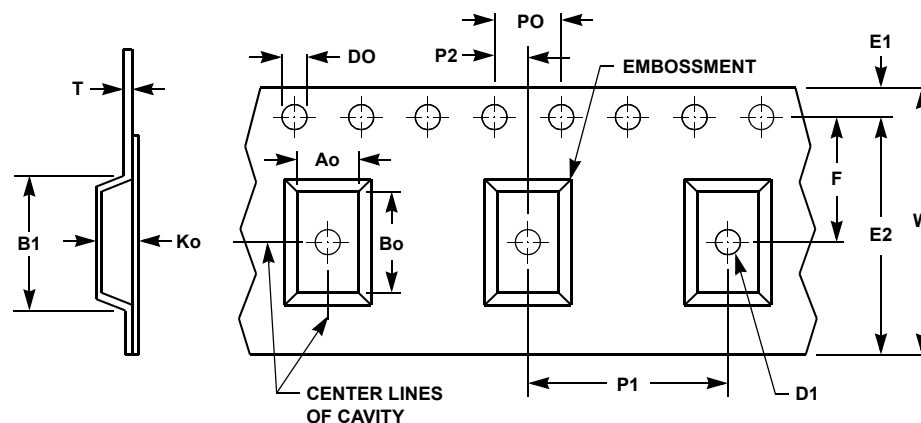 PO
E1
DO
P2
T
EMBOSSMENT
Ao
F
B1
Ko
Bo
E2
W
CENTER LINES
OF CAVITY
P1
D1